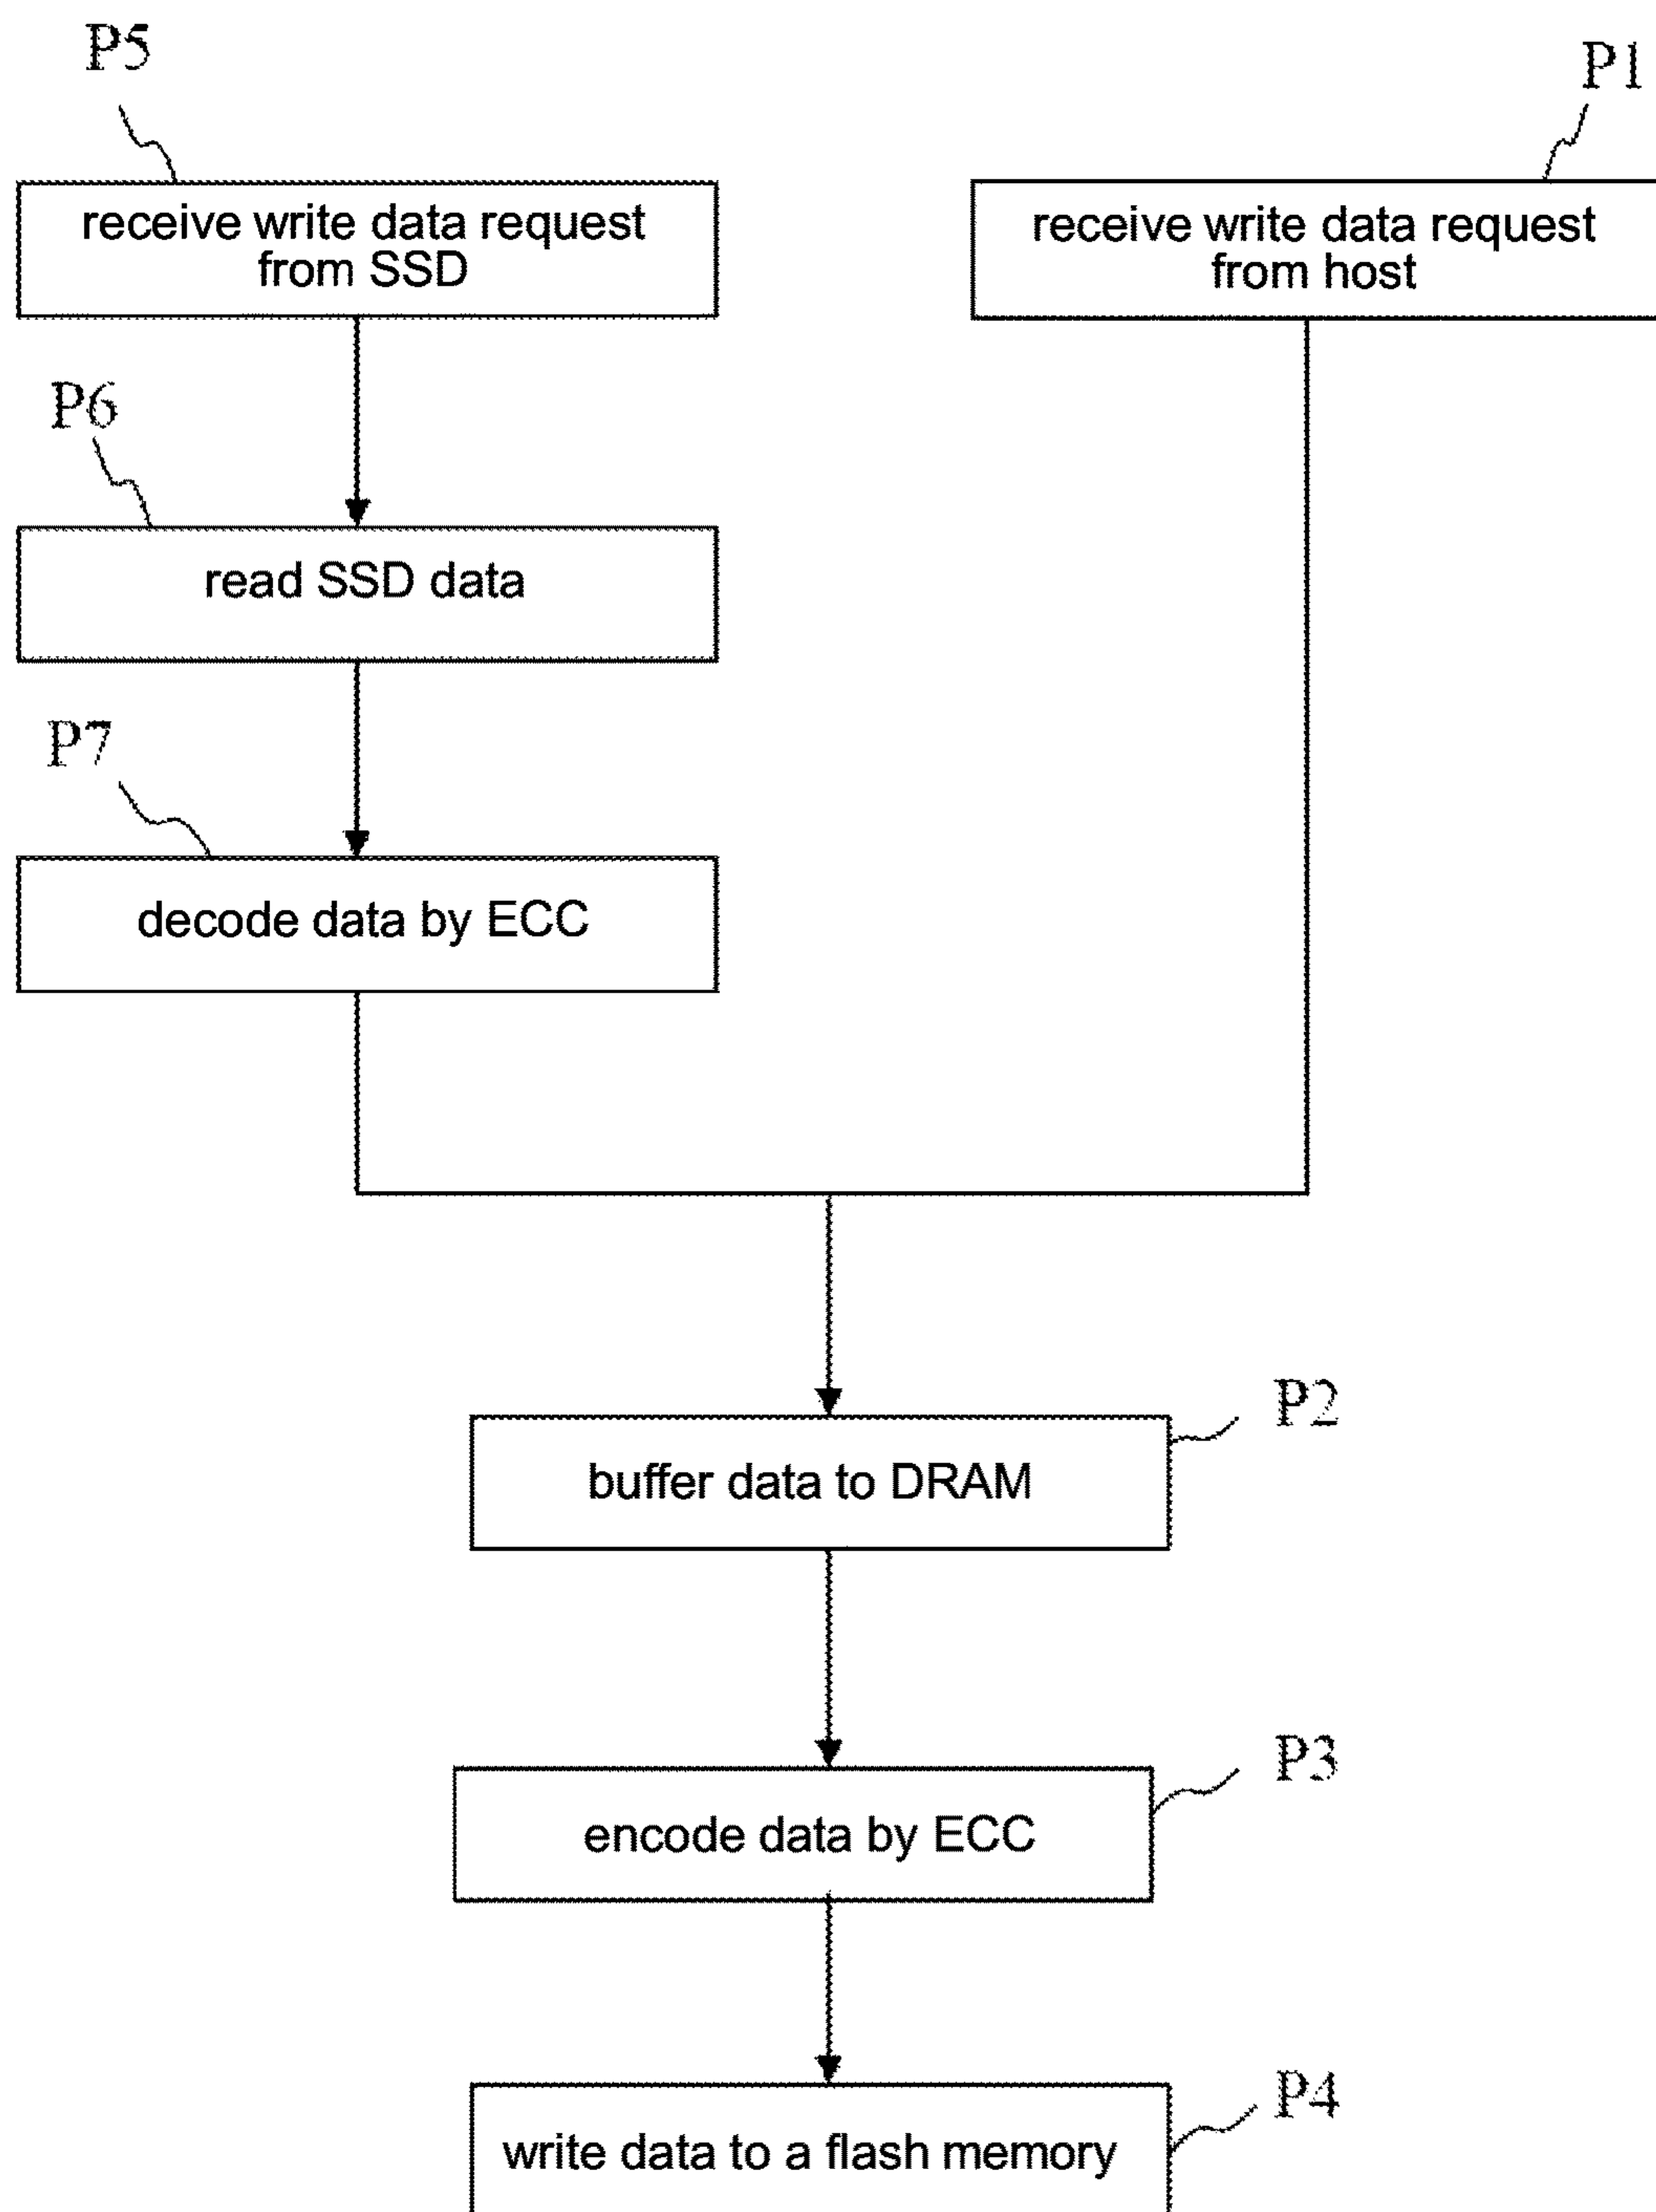 P5
P1
receive write data request
from SSD
receive write data request
from host
P6
read SSD data
P7
decode data by ECC
P2
buffer data to DRAM
P3
encode data by ECC
P4
write data to a flash memory